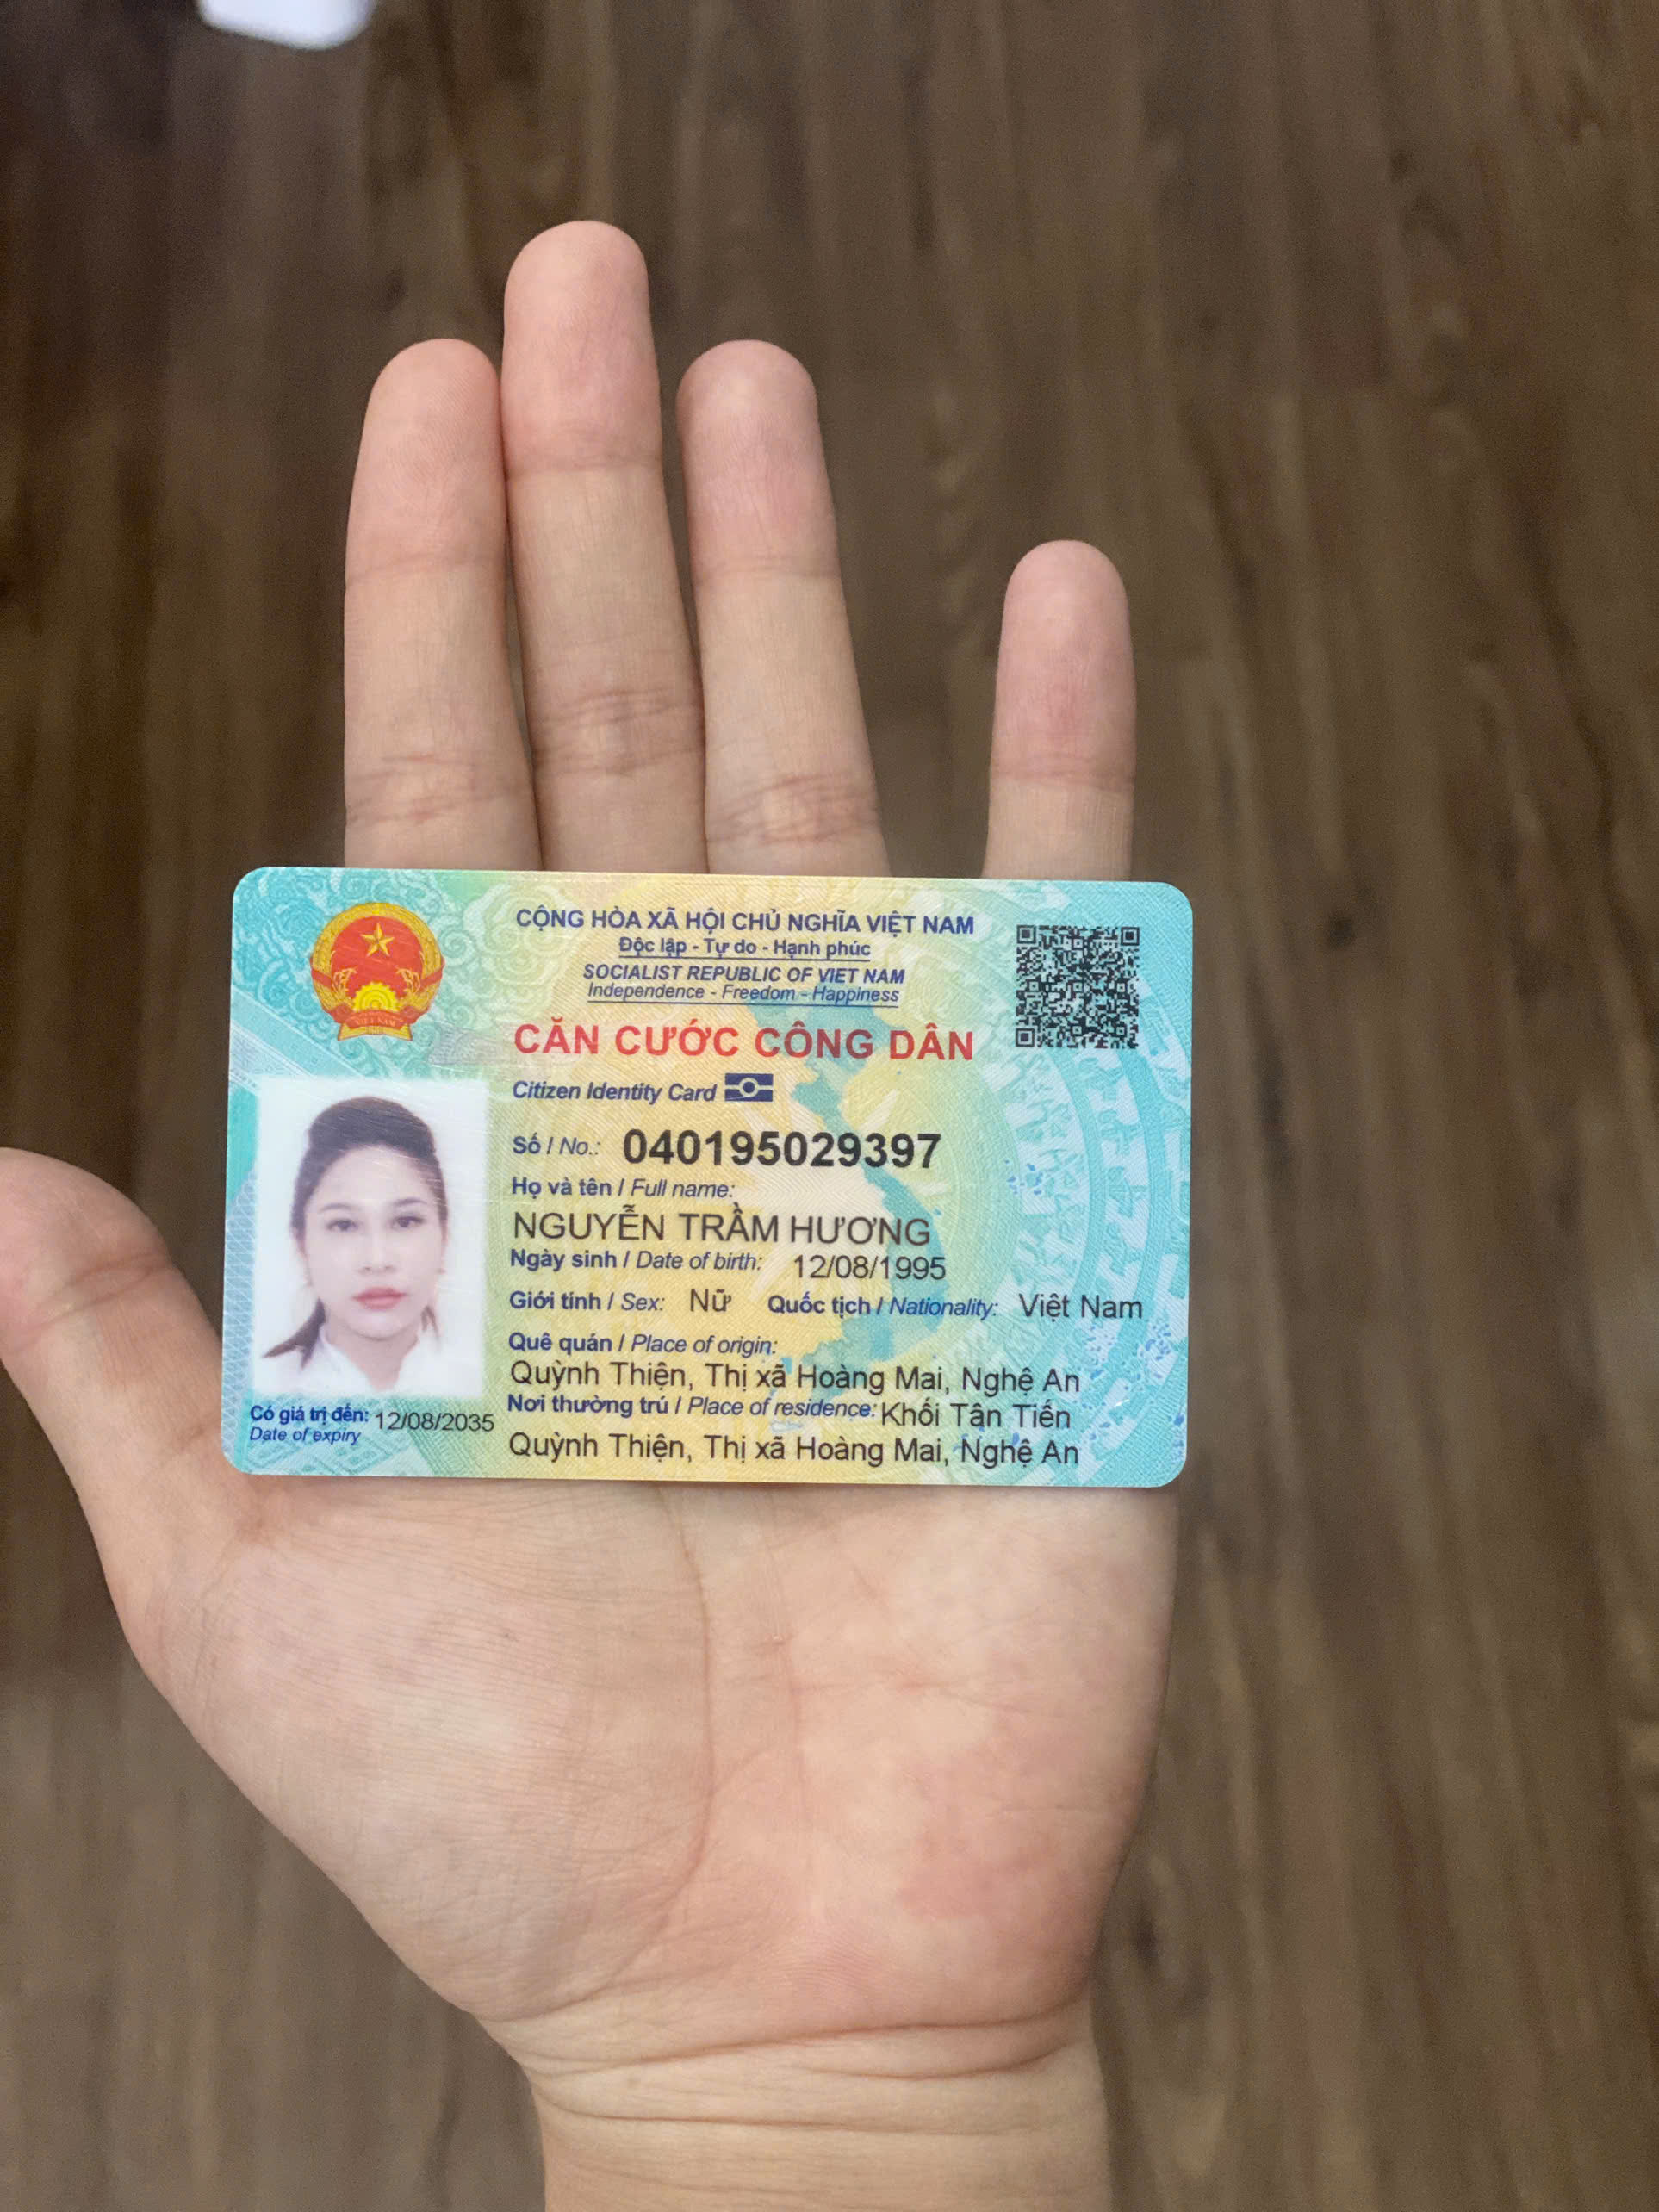 CỘNG HÒA XÃ HỘI CHỦ NGHĨA VIỆT NAM
Độc lập - Tự do - Hạnh phúc
SOCIALIST REPUBLIC OF VIET NAM
Independence - Freedom - Happiness
CĂN CƯỚC CÔNG DÂN
Citizen Identity Card
Số / No.: 040195029397
Họ và tên / Full name:
NGUYỄN TRẦM HƯƠNG
Ngày sinh / Date of birth: 12/08/1995
Giới tính / Sex: Nữ Quốc tịch / Nationality: Việt Nam
Quê quán / Place of origin:
Quỳnh Thiện, Thị xã Hoàng Mai, Nghệ An
Nơi thường trú / Place of residence: Khối Tân Tiến
Quỳnh Thiện, Thị xã Hoàng Mai, Nghệ An
Có giá trị đến: 12/08/2035
Date of expiry